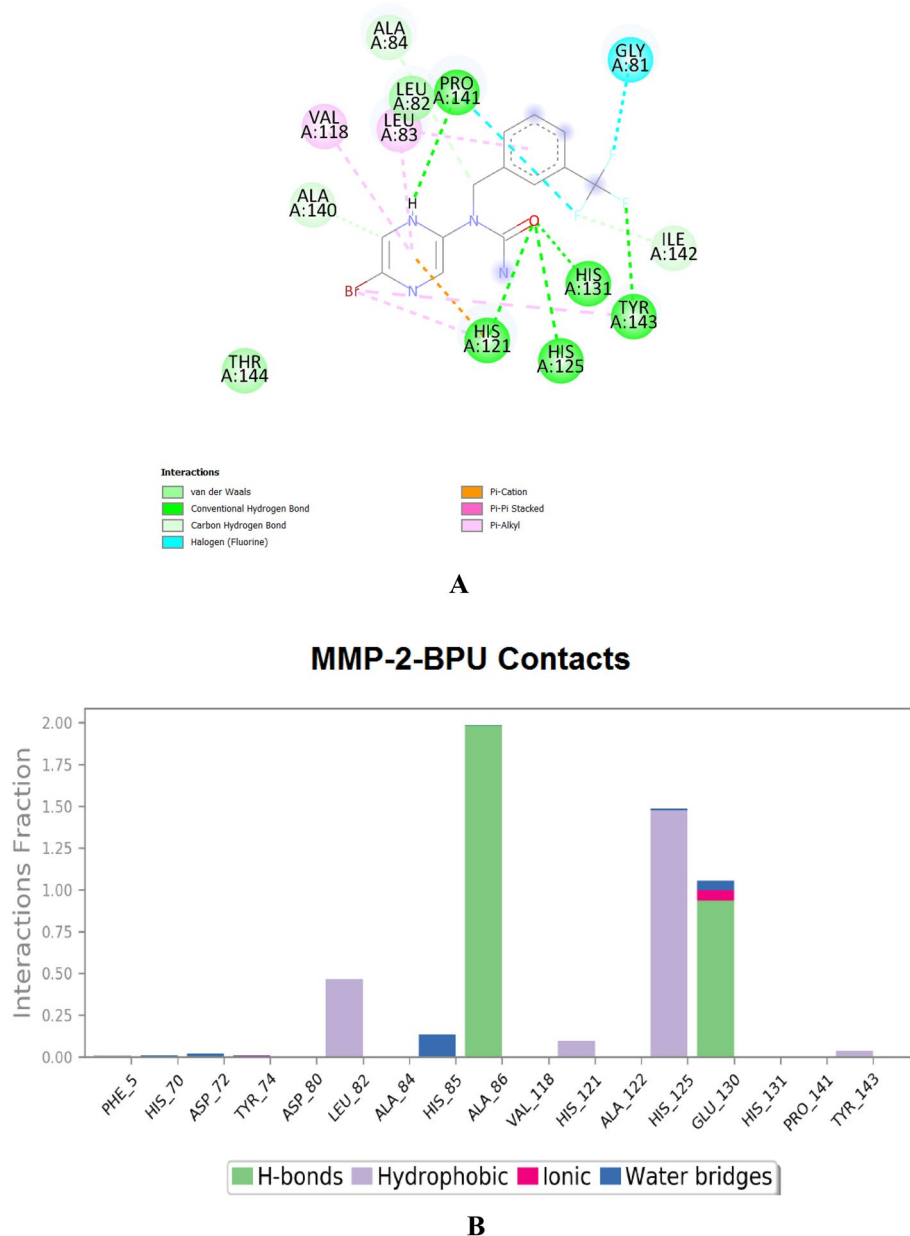 ALA
A:84
GLY
A:81
LEU
A:82
PRO
A:141
VAL
A:118
LEU
A:83
ALA
A:140
H
N
N
O
N
N
Br
F
F
ILE
A:142
HIS
A:131
TYR
A:143
HIS
A:121
HIS
A:125
THR
A:144
Interactions
van der Waals
Conventional Hydrogen Bond
Carbon Hydrogen Bond
Halogen (Fluorine)
Pi-Cation
Pi-Pi Stacked
Pi-Alkyl
A
MMP-2-BPU Contacts
Interactions Fraction
2.00
1.75
1.50
1.25
1.00
0.75
0.50
0.25
0.00
PHE_5
HIS_70
ASP_72
TYR_74
ASP_80
LEU_82
ALA_84
HIS_85
ALA_86
VAL_118
HIS_121
ALA_122
HIS_125
GLU_130
HIS_131
PRO_141
TYR_143
H-bonds Hydrophobic Ionic Water bridges
B